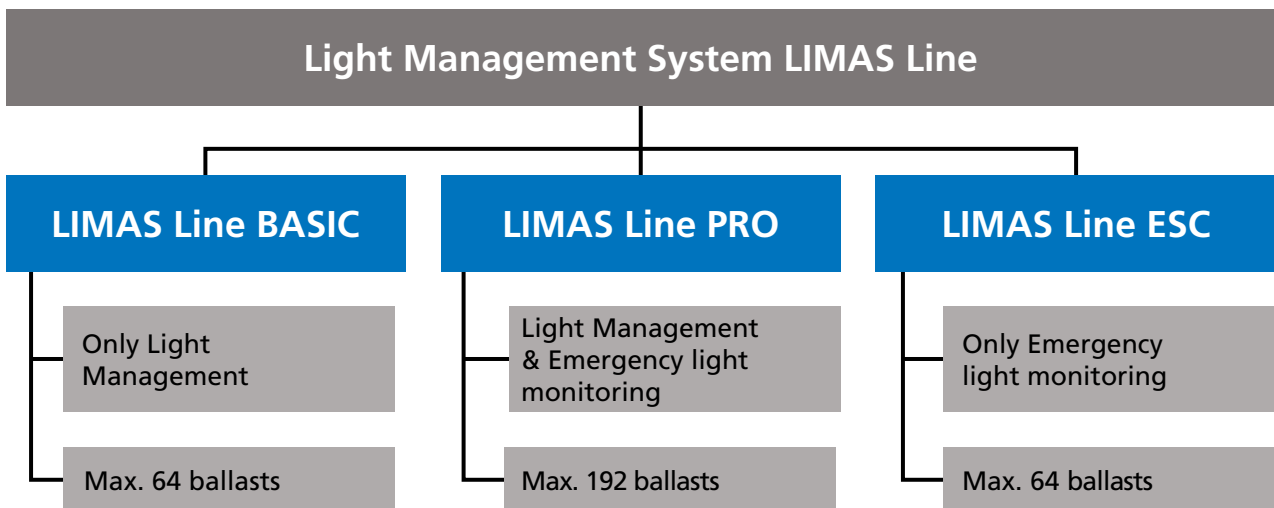 Light Management System LIMAS Line
LIMAS Line BASIC
Only Light
Management
Max. 64 ballasts
LIMAS Line PRO
Light Management
& Emergency light
monitoring
Max. 192 ballasts
LIMAS Line ESC
Only Emergency
light monitoring
Max. 64 ballasts